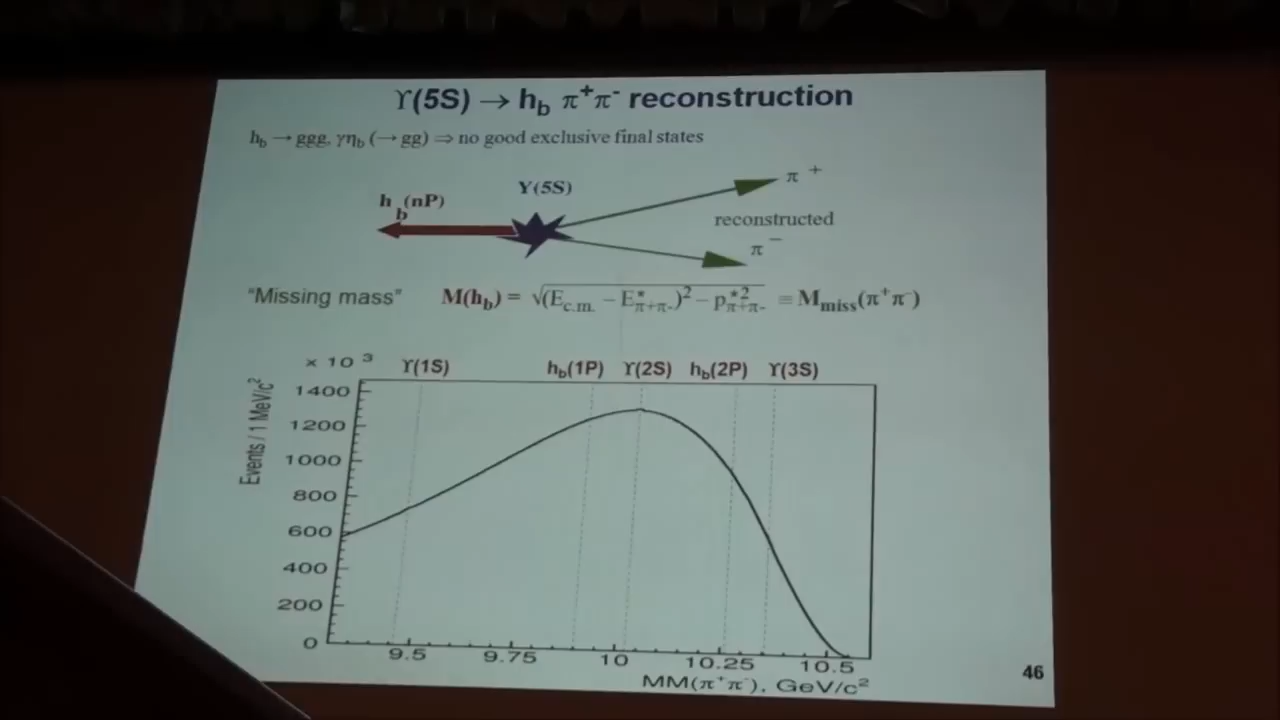 ϒ(5S) → h_b π⁺π⁻ reconstruction
h_b → ggg, γη_b (→ gg) ⇒ no good exclusive final states
h_b(nP)
Υ(5S)
π⁺
reconstructed
π⁻
"Missing mass" M(h_b) = √(E_c.m. − E*_π+π-)² − p*²_π+π- ≡ M_miss(π⁺π⁻)
× 10³
ϒ(1S) h_b(1P) ϒ(2S) h_b(2P) ϒ(3S)
Events / 1 MeV/c²
1400
1200
1000
800
600
400
200
0
9.5 9.75 10 10.25 10.5
MM(π⁺π⁻), GeV/c²
46